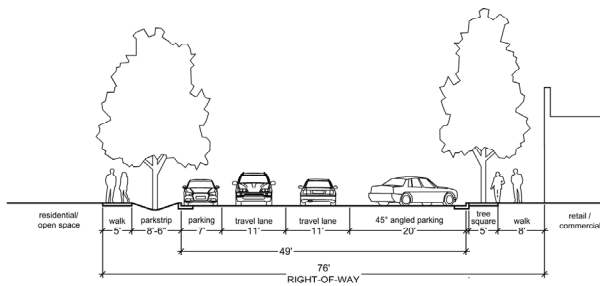 residential/
open space
walk
parkstrip
parking
travel lane
travel lane
45° angled parking
tree
square
walk
retail /
commercial
5'
8'-6"
7'
11'
11'
20'
5'
8'
49'
76'
RIGHT-OF-WAY